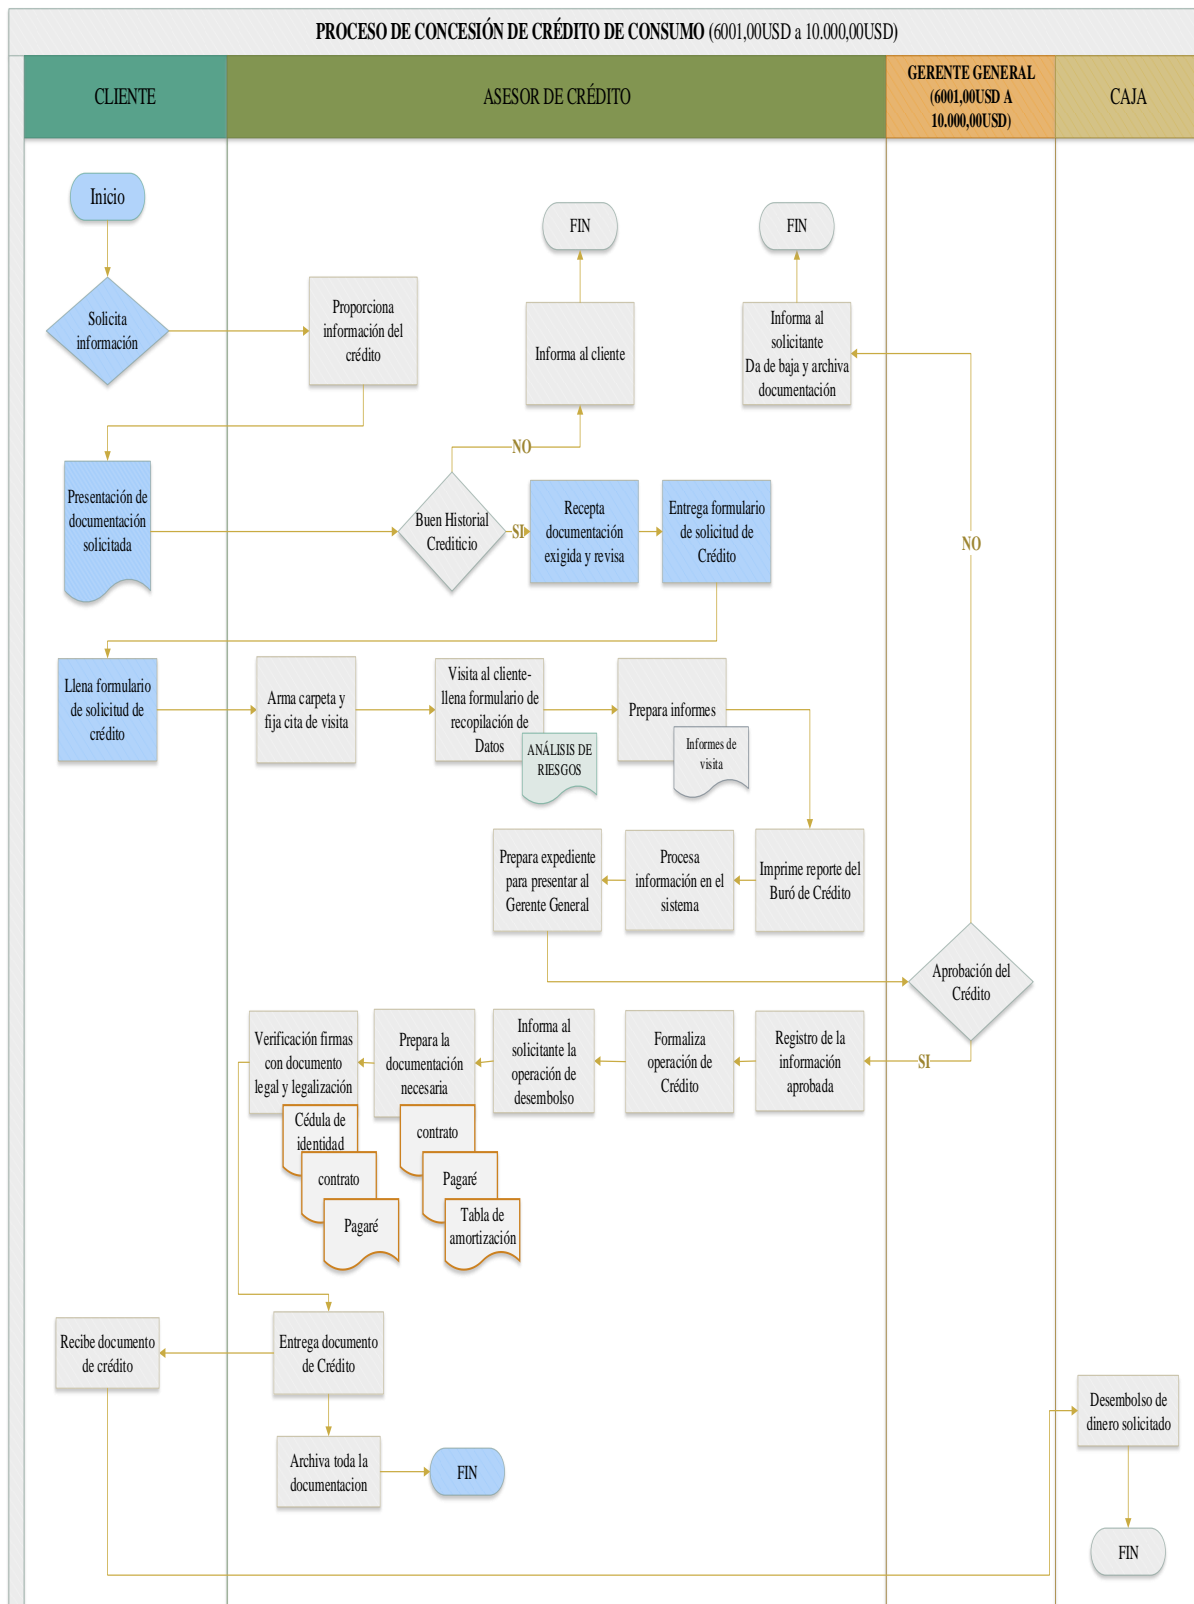 PROCESO DE CONCESIÓN DE CRÉDITO DE CONSUMO (6001,00USD a 10.000,00USD)
CLIENTE
ASESOR DE CRÉDITO
GERENTE GENERAL
(6001,00USD A
10.000,00USD)
CAJA
Inicio
FIN
FIN
Solicita
información
Proporciona
información del
crédito
Informa al cliente
Informa al
solicitante
Da de baja y archiva
documentación
NO
Presentación de
documentación
solicitada
Buen Historial
Crediticio
SI
Recepta
documentación
exigida y revisa
Entrega formulario
de solicitud de
Crédito
NO
Llena formulario
de solicitud de
crédito
Arma carpeta y
fija cita de visita
Visita al cliente-
llena formulario de
recopilación de
Datos
ANÁLISIS DE
RIESGOS
Prepara informes
Informes de
visita
Prepara expediente
para presentar al
Gerente General
Procesa
información en el
sistema
Imprime reporte del
Buró de Crédito
Aprobación del
Crédito
Verificación firmas
con documento
legal y legalización
Prepara la
documentación
necesaria
Informa al
solicitante la
operación de
desembolso
Formaliza
operación de
Crédito
Registro de la
información
aprobada
SI
Cédula de
identidad
contrato
Pagaré
contrato
Pagaré
Tabla de
amortización
Recibe documento
de crédito
Entrega documento
de Crédito
Desembolso de
dinero solicitado
Archiva toda la
documentacion
FIN
FIN